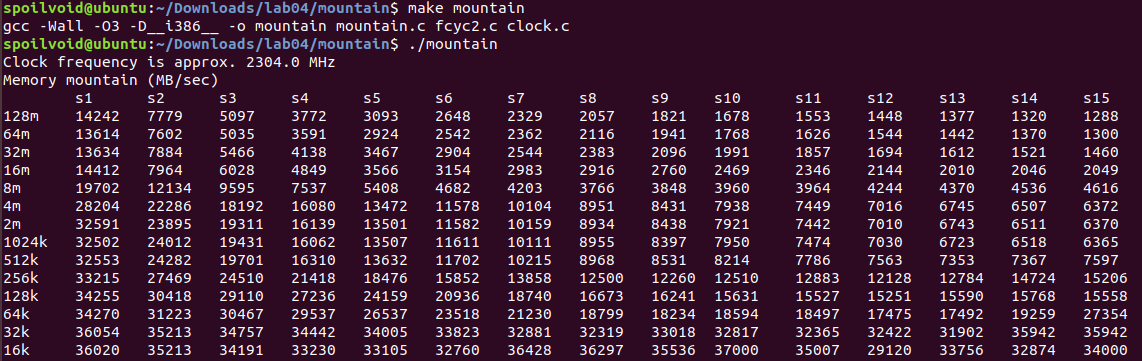 spoilvoid@ubuntu:~/Downloads/lab04/mountain$ make mountain
gcc -Wall -O3 -D__i386__ -o mountain mountain.c fcyc2.c clock.c
spoilvoid@ubuntu:~/Downloads/lab04/mountain$ ./mountain
Clock frequency is approx. 2304.0 MHz
Memory mountain (MB/sec)
s1 s2 s3 s4 s5 s6 s7 s8 s9 s10 s11 s12 s13 s14 s15
128m 14242 7779 5097 3772 3093 2648 2329 2057 1821 1678 1553 1448 1377 1320 1288
64m 13614 7602 5035 3591 2924 2542 2362 2116 1941 1768 1626 1544 1442 1370 1300
32m 13634 7884 5466 4138 3467 2904 2544 2383 2096 1991 1857 1694 1612 1521 1460
16m 14412 7964 6028 4849 3566 3154 2983 2916 2760 2469 2346 2144 2010 2046 2049
8m 19702 12134 9595 7537 5408 4682 4203 3766 3848 3960 3964 4244 4370 4536 4616
4m 28204 22286 18192 16080 13472 11578 10104 8951 8431 7938 7449 7016 6745 6507 6372
2m 32591 23895 19311 16139 13501 11582 10159 8934 8438 7921 7442 7010 6743 6511 6370
1024k 32502 24012 19431 16062 13507 11611 10111 8955 8397 7950 7474 7030 6723 6518 6365
512k 32553 24282 19701 16310 13632 11702 10215 8968 8531 8214 7786 7563 7353 7367 7597
256k 33215 27469 24510 21418 18476 15852 13858 12500 12260 12510 12883 12128 12784 14724 15206
128k 34255 30418 29110 27236 24159 20936 18740 16673 16241 15631 15527 15251 15590 15768 15558
64k 34270 31223 30467 29537 26537 23518 21230 18799 18234 18594 18497 17475 17492 19259 27354
32k 36054 35213 34757 34442 34005 33823 32881 32319 33018 32817 32365 32422 31902 35942 35942
16k 36020 35213 34191 33230 33105 32760 36428 36297 35536 37000 35007 29120 33756 32874 34000